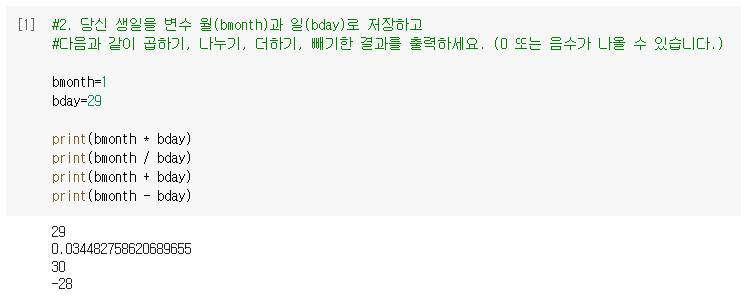 [1] #2. 당신 생일을 변수 월(bmonth)과 일(bday)로 저장하고
#다음과 같이 곱하기, 나누기, 더하기, 빼기한 결과를 출력하세요. (0 또는 음수가 나올 수 있습니다.)
bmonth=1
bday=29
print(bmonth * bday)
print(bmonth / bday)
print(bmonth + bday)
print(bmonth - bday)
29
0.034482758620689655
30
-28